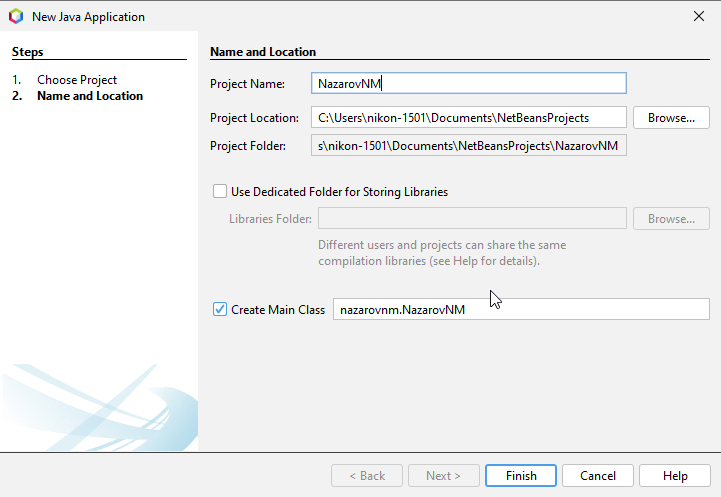 New Java Application
Steps
1. Choose Project
2. Name and Location
Name and Location
Project Name: NazarovNM
Project Location: C:\Users\nikon-1501\Documents\NetBeansProjects Browse...
Project Folder: s\nikon-1501\Documents\NetBeansProjects\NazarovNM
Use Dedicated Folder for Storing Libraries
Libraries Folder: Browse...
Different users and projects can share the same
compilation libraries (see Help for details).
Create Main Class nazarovnm.NazarovNM
< Back Next > Finish Cancel Help